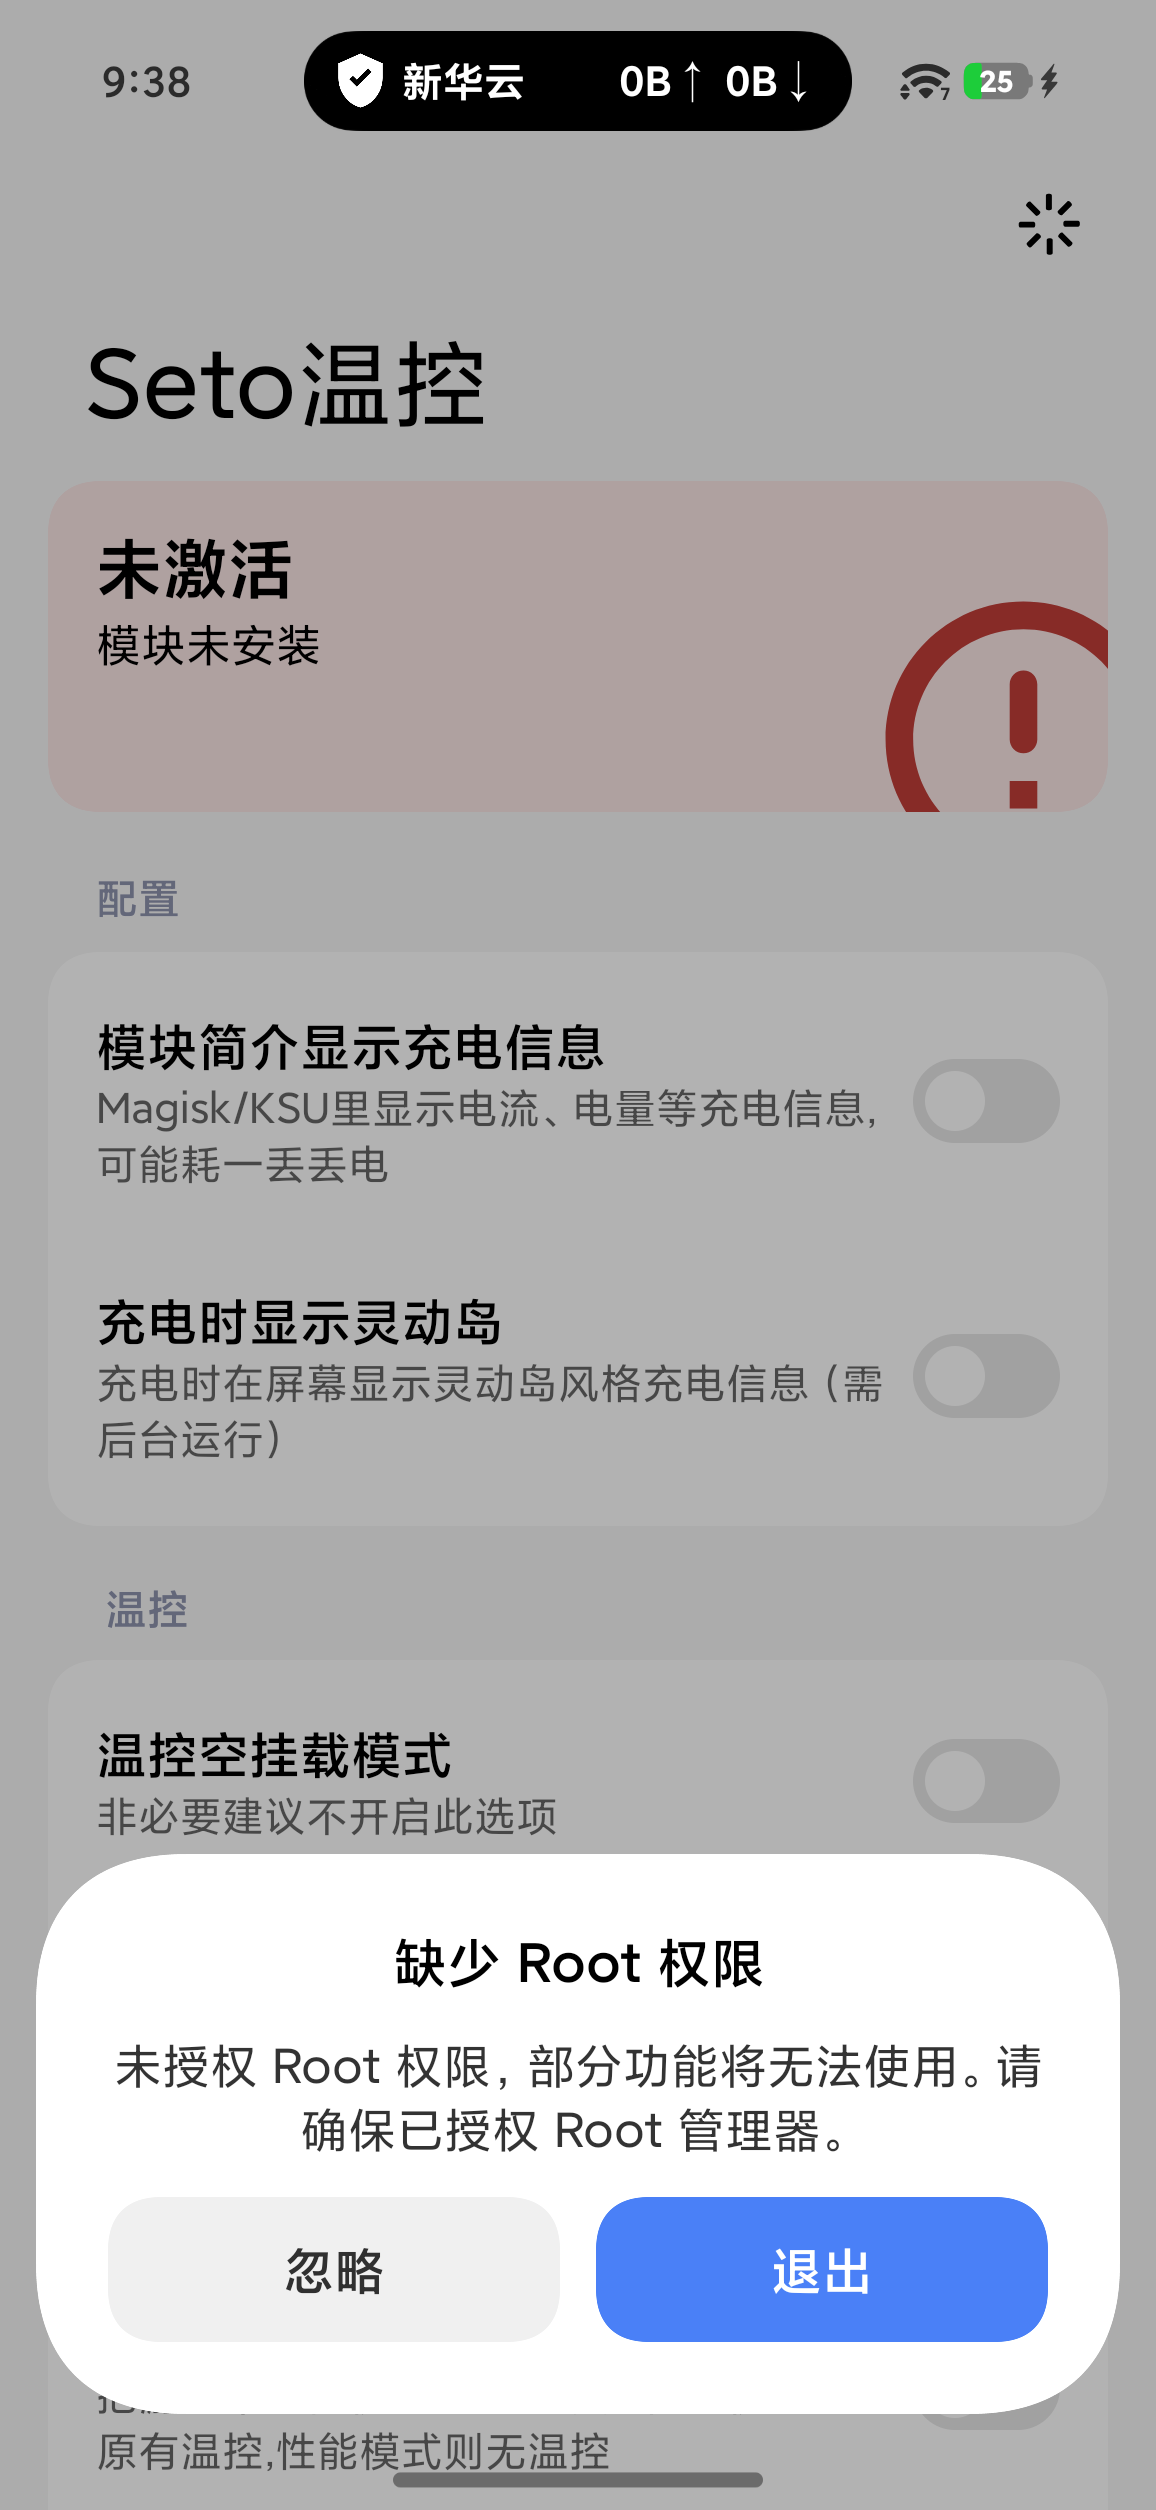 9:38
新华云 0B↑ 0B↓
25
Seto温控
未激活
模块未安装
配置
模块简介显示充电信息
Magisk/KSU里显示电流、电量等充电信息，
可能耗一丢丢电
充电时显示灵动岛
充电时在屏幕显示灵动岛风格充电信息（需
后台运行）
温控
温控空挂载模式
非必要建议不开启此选项
缺少 Root 权限
未授权 Root 权限，部分功能将无法使用。请
确保已授权 Root 管理器。
忽略
退出
原有温控,性能模式则无温控